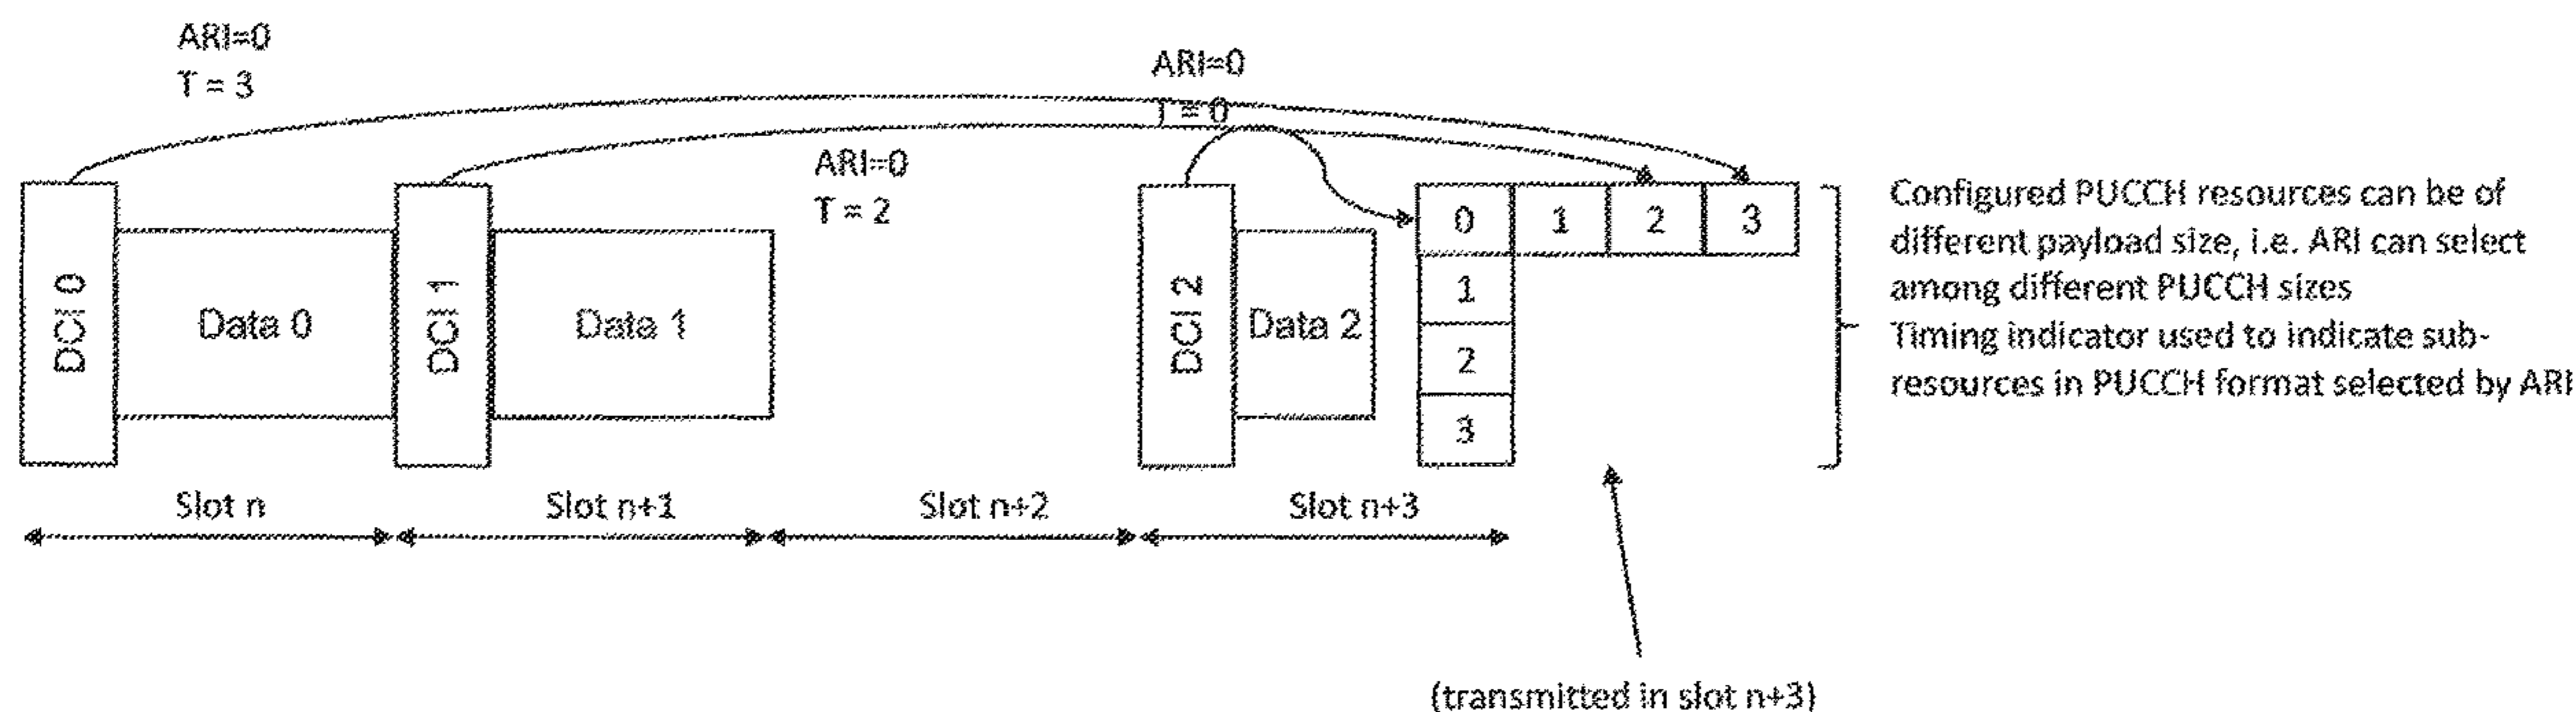 ARI=0
T = 3
ARI=0
T = 0
ARI=0
T = 2
DCI 0
Data 0
DCI 1
Data 1
DCI 2
Data 2
0 1 2 3
1
2
3
Configured PUCCH resources can be of
different payload size, i.e. ARI can select
among different PUCCH sizes
Timing indicator used to indicate sub-
resources in PUCCH format selected by ARI
Slot n
Slot n+1
Slot n+2
Slot n+3
(transmitted in slot n+3)